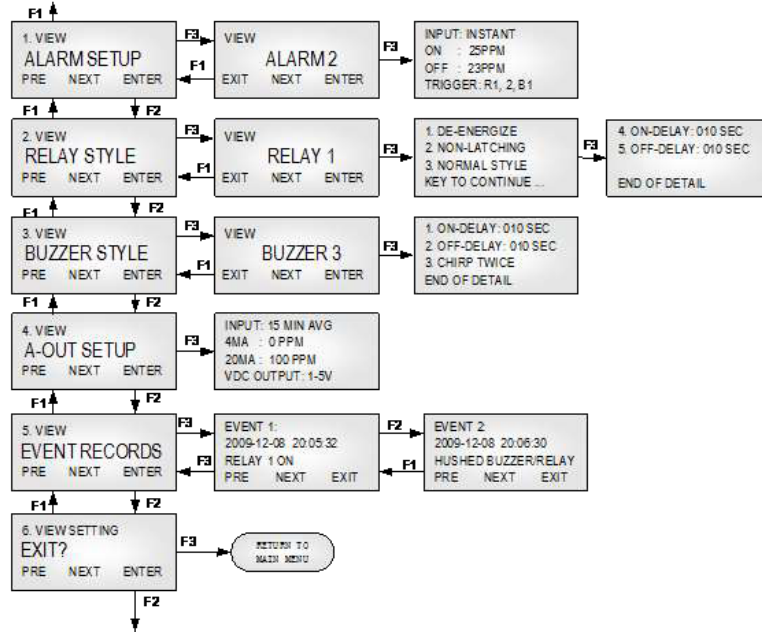 F1
1. VIEW
ALARM SETUP
PRE NEXT ENTER
F3
F1
VIEW
ALARM 2
EXIT NEXT ENTER
F3
INPUT: INSTANT
ON : 25PPM
OFF : 23PPM
TRIGGER: R1, 2, B1
F1
F2
2. VIEW
RELAY STYLE
PRE NEXT ENTER
F3
F1
VIEW
RELAY 1
EXIT NEXT ENTER
F3
1. DE-ENERGIZE
2. NON-LATCHING
3. NORMAL STYLE
KEY TO CONTINUE ...
F3
4. ON-DELAY: 010 SEC
5. OFF-DELAY: 010 SEC
END OF DETAIL
F1
F2
3. VIEW
BUZZER STYLE
PRE NEXT ENTER
F3
F1
VIEW
BUZZER 3
EXIT NEXT ENTER
F3
1. ON-DELAY: 010 SEC
2. OFF-DELAY: 010 SEC
3. CHIRP TWICE
END OF DETAIL
F1
F2
4. VIEW
A-OUT SETUP
PRE NEXT ENTER
F3
INPUT: 15 MIN AVG
4MA : 0 PPM
20MA : 100 PPM
VDC OUTPUT: 1-5V
F1
F2
5. VIEW
EVENT RECORDS
PRE NEXT ENTER
F3
F3
EVENT 1:
2009-12-08 20:05:32
RELAY 1 ON
PRE NEXT EXIT
F2
F1
EVENT 2
2009-12-08 20:06:30
HUSHED BUZZER/RELAY
PRE NEXT EXIT
F1
F2
6. VIEW SETTING
EXIT?
PRE NEXT ENTER
F3
RETURN TO
MAIN MENU
F2